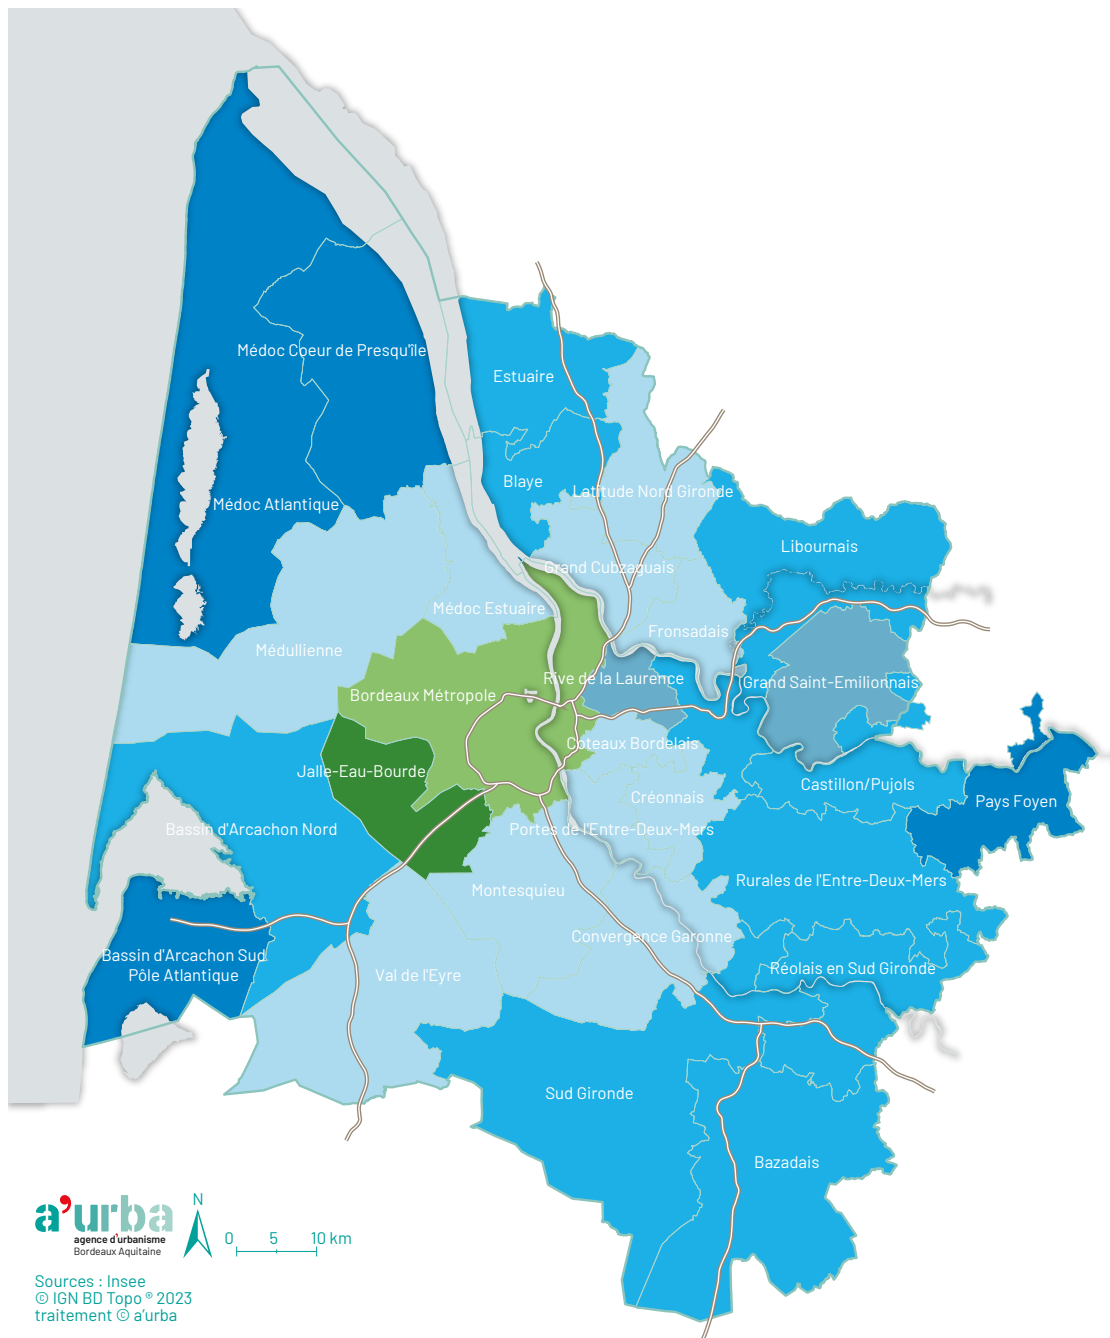 Médoc Coeur de Presqu'île
Estuaire
Blaye
Latitude Nord Gironde
Médoc Atlantique
Libournais
Grand Cubzaguais
Médoc Estuaire
Fronsadais
Médullienne
Rive de la Laurence
Grand Saint-Emilionnais
Bordeaux Métropole
Coteaux Bordelais
Jalle-Eau-Bourde
Castillon/Pujols
Créonnais
Pays Foyen
Bassin d'Arcachon Nord
Portes de l'Entre-Deux-Mers
Rurales de l'Entre-Deux-Mers
Montesquieu
Convergence Garonne
Bassin d'Arcachon Sud
Pôle Atlantique
Val de l'Eyre
Réolais en Sud Gironde
Sud Gironde
Bazadais
a'urba
agence d'urbanisme
Bordeaux Aquitaine
N
0 5 10 km
Sources : Insee
© IGN BD Topo ® 2023
traitement © a'urba